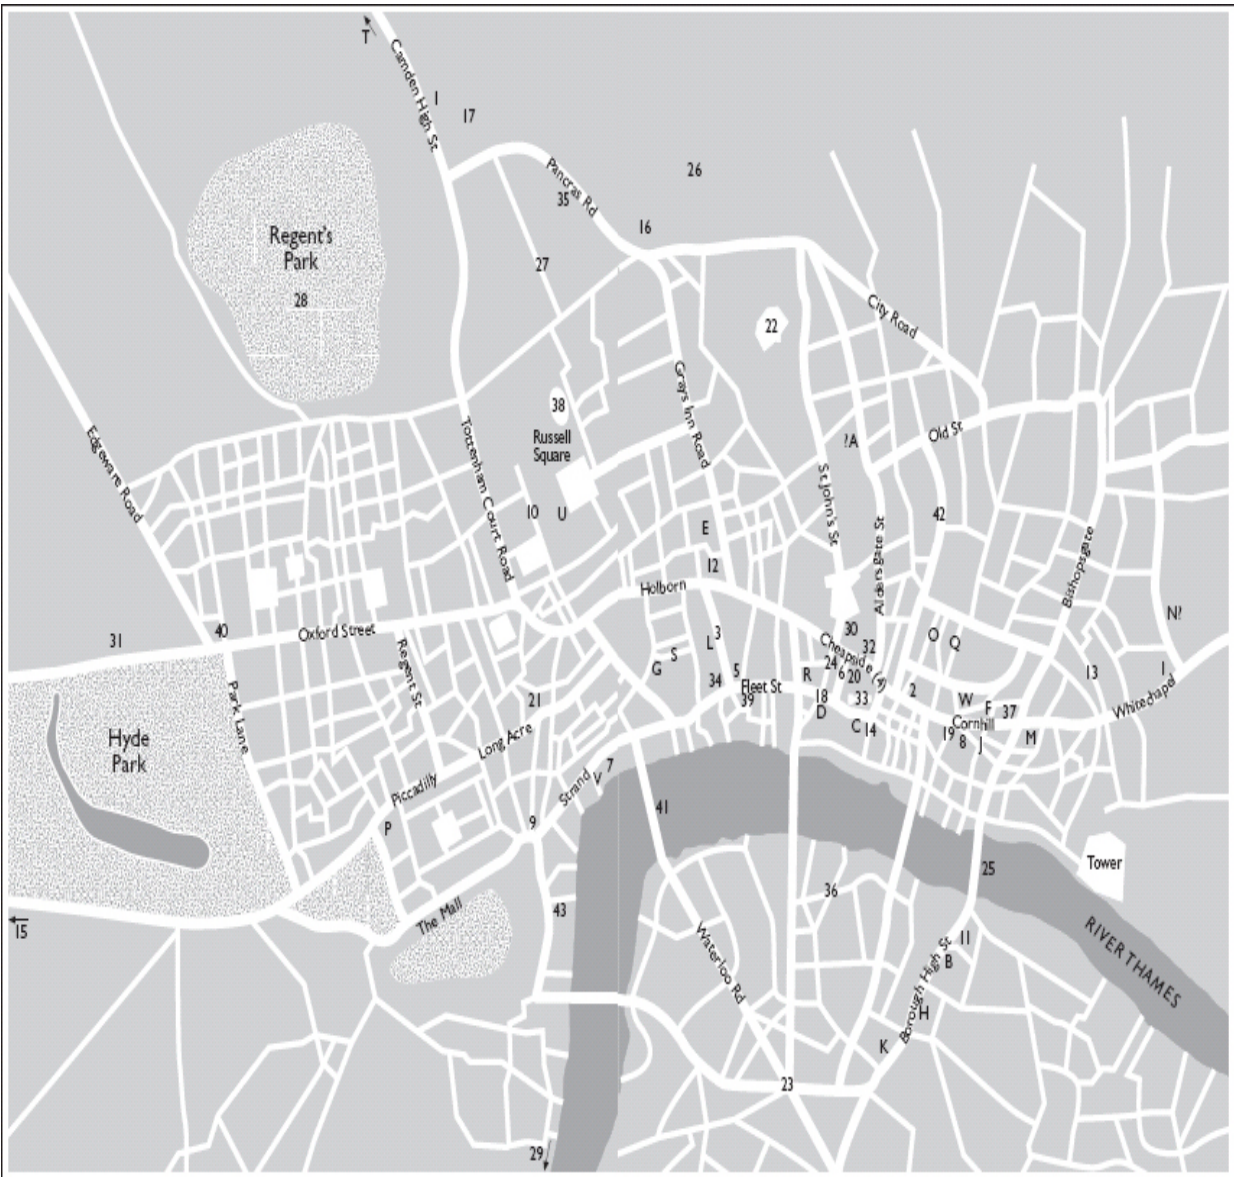 T
Camden High St
1
17
Pancras Rd
26
35
16
Regent's
Park
27
28
22
City Road
Grays Inn Road
38
Russell
Square
Edgeware Road
Tottenham Court Road
?A
Old St
St John's St
10
U
E
42
Aldersgate St
Bishopsgate
12
Holborn
N?
31
40
Oxford Street
Regent St
3
L
30
Cheapside (4)
32
O
Q
G
S
24
6
20
13
I
34
5
Fleet St
39
R
18
D
33
2
Whitechapel
Park Lane
21
W
F
37
Cornhill
Hyde
Park
Long Acre
C
14
19
8
J
M
7
V
Strand
Piccadilly
P
9
41
Tower
25
36
The Mall
43
15
Waterloo Rd
11
B
Borough High St
RIVER THAMES
H
K
23
29